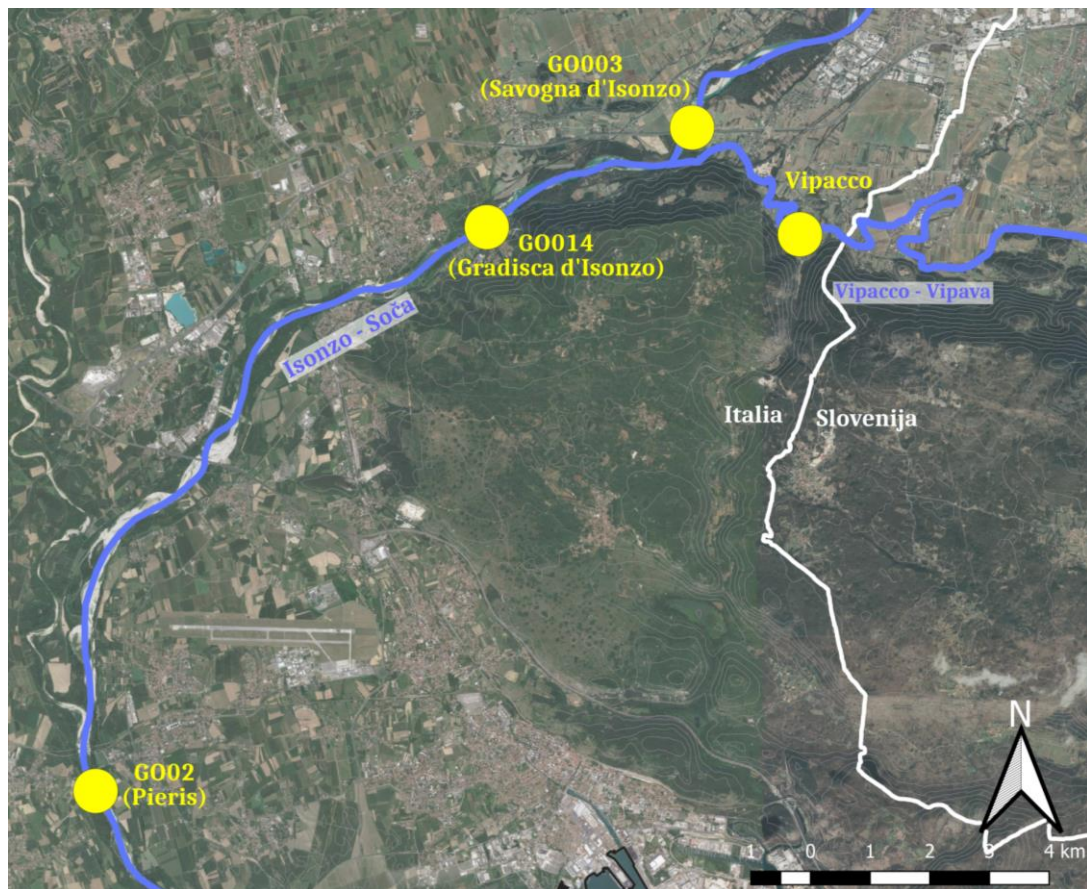 GO003
(Savogna d'Isonzo)
Vipacco
GO014
(Gradisca d'Isonzo)
Vipacco - Vipava
Isonzo - Soča
Italia
Slovenija
N
GO02
(Pieris)
1 0 1 2 3 4 km